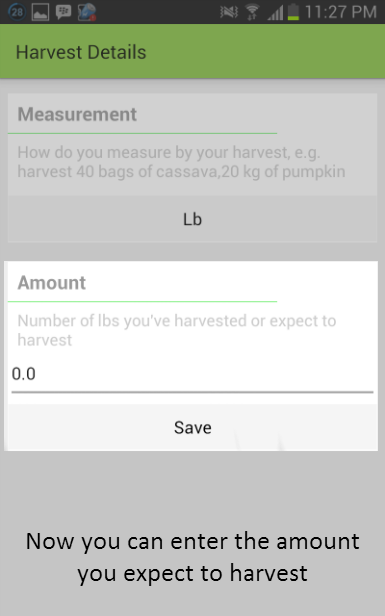 28 11:27 PM
Harvest Details
Measurement
How do you measure by your harvest, e.g.
harvest 40 bags of cassava,20 kg of pumpkin
Lb
Amount
Number of lbs you've harvested or expect to
harvest
0.0
Save
Now you can enter the amount
you expect to harvest